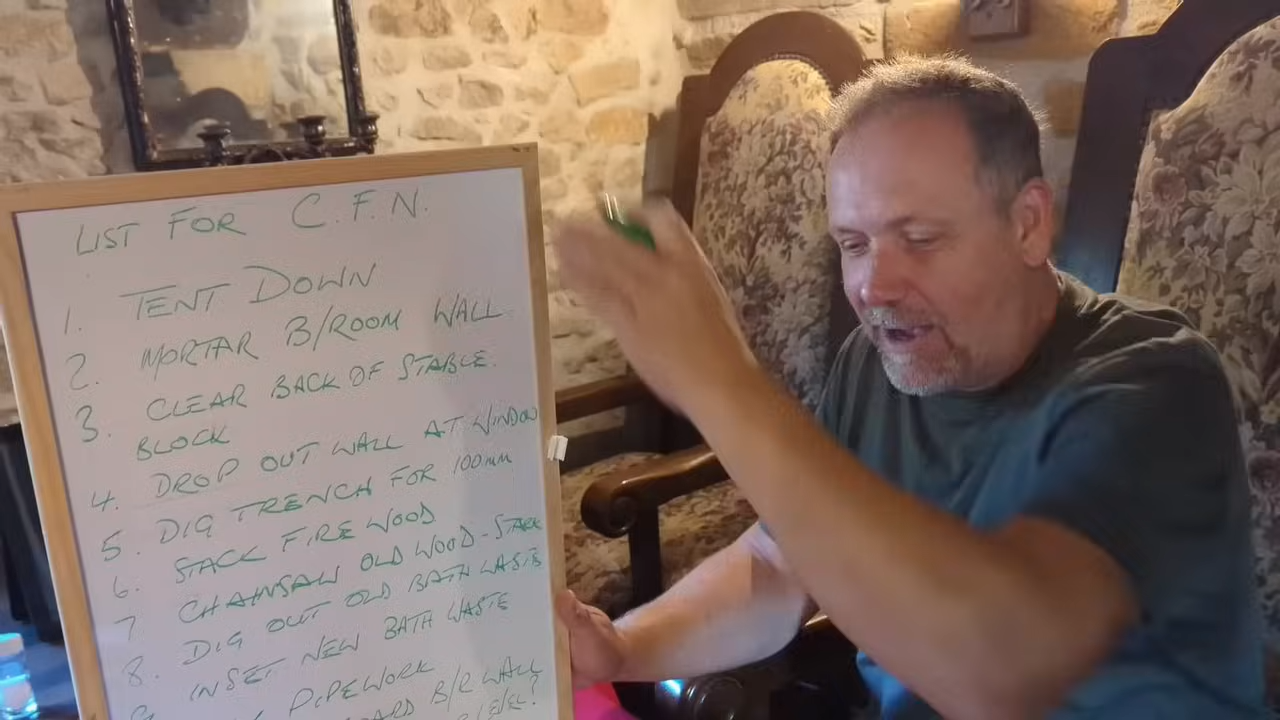 LIST FOR C.F.N.
1. TENT DOWN
2. MORTAR B/ROOM WALL
3. CLEAR BACK OF STABLE.
BLOCK
4. DROP OUT WALL AT WINDOW
5. DIG TRENCH FOR 100mm
6. STACK FIRE WOOD
7 CHAINSAW OLD WOOD - STACK
8. DIG OUT OLD BATH WASTE
INSET NEW BATH WASTE
PIPEWORK
B/R WALL
LEVEL?